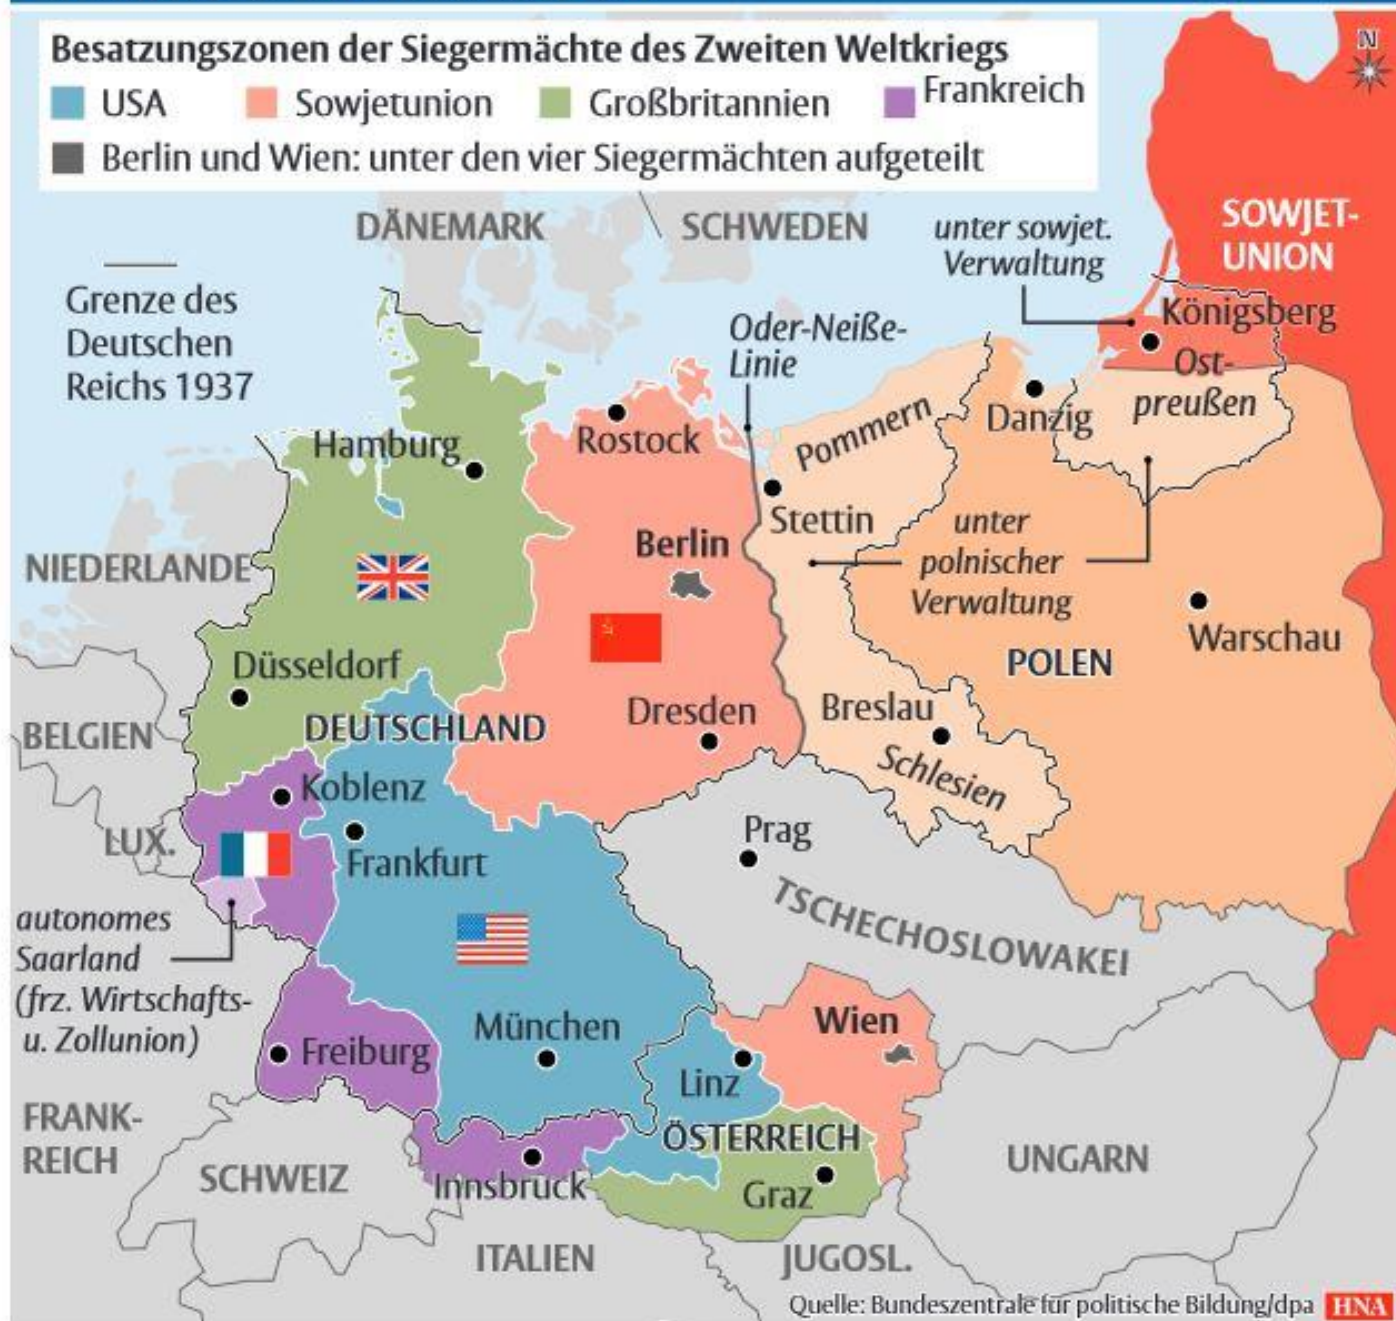 Besatzungszonen der Siegermächte des Zweiten Weltkriegs
USA
Sowjetunion
Großbritannien
Frankreich
Berlin und Wien: unter den vier Siegermächten aufgeteilt
N
DÄNEMARK
SCHWEDEN
unter sowjet.
Verwaltung
SOWJET-
UNION
Grenze des
Deutschen
Reichs 1937
Oder-Neiße-
Linie
Königsberg
Ost-
preußen
Danzig
Pommern
Hamburg
Rostock
Stettin
unter
polnischer
Verwaltung
Berlin
NIEDERLANDE
Warschau
POLEN
Düsseldorf
Dresden
Breslau
Schlesien
BELGIEN
DEUTSCHLAND
Koblenz
LUX.
Frankfurt
Prag
TSCHECHOSLOWAKEI
autonomes
Saarland
(frz. Wirtschafts-
u. Zollunion)
München
Wien
Freiburg
Linz
FRANK-
REICH
ÖSTERREICH
UNGARN
SCHWEIZ
Innsbruck
Graz
ITALIEN
JUGOSL.
Quelle: Bundeszentrale für politische Bildung/dpa HNA